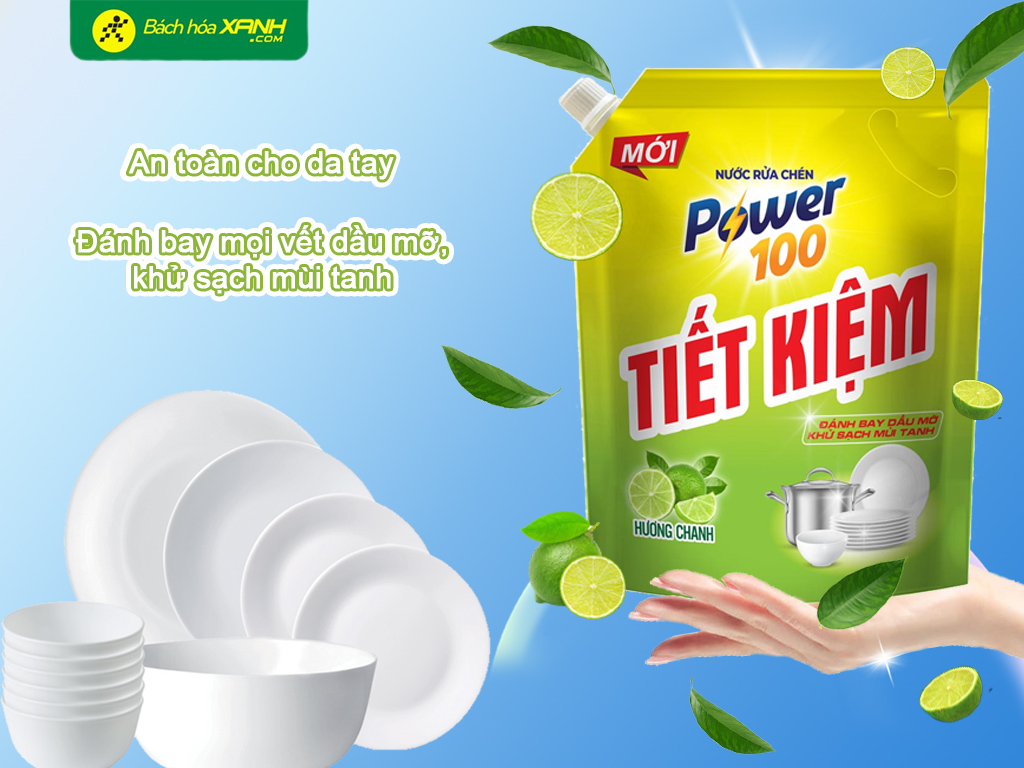 Bách hóa XANH
.COM
An toàn cho da tay
Đánh bay mọi vết dầu mỡ,
khử sạch mùi tanh
MỚI
NƯỚC RỬA CHÉN
Power
100
TIẾT KIỆM
ĐÁNH BAY DẦU MỠ
KHỬ SẠCH MÙI TANH
HƯƠNG CHANH